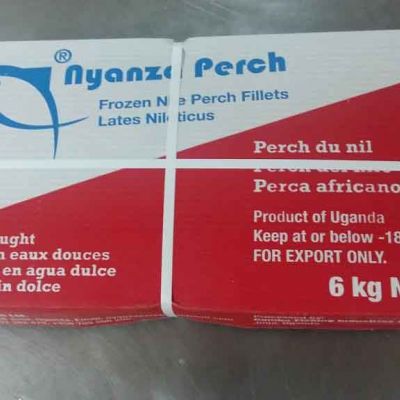 ®
Nyanza Perch
Frozen Nile Perch Fillets
Lates Niloticus
Perch du nil
Perca africano
Product of Uganda
Keep at or below -18
FOR EXPORT ONLY.
6 kg N
ught
n eaux douces
en agua dulce
in dolce